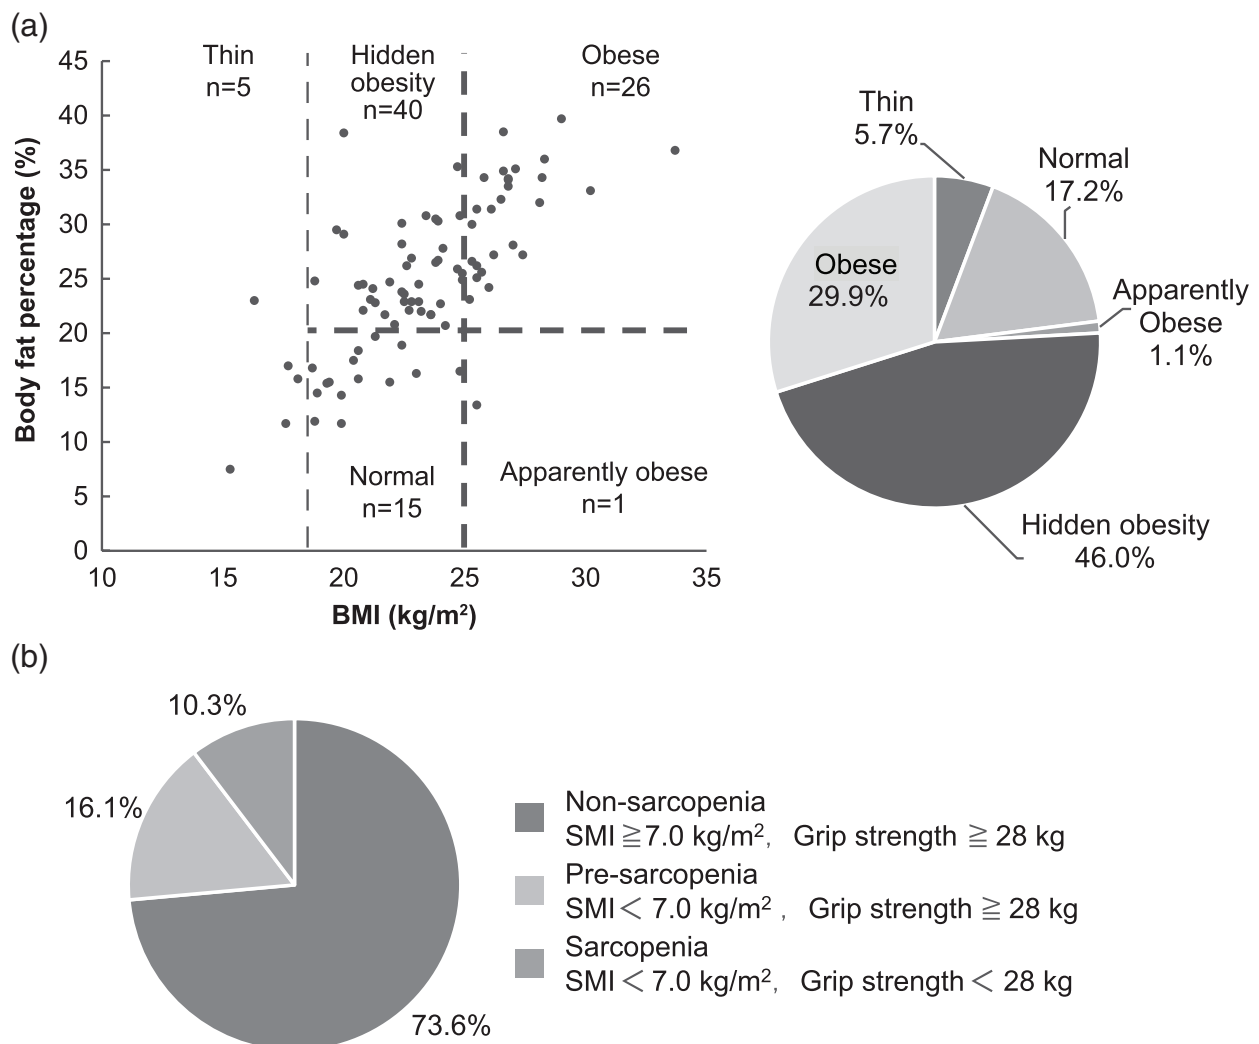 (a)
Thin
n=5
Hidden
obesity
n=40
Obese
n=26
45
40
35
30
25
20
15
10
5
0
Body fat percentage (%)
Normal
n=15
Apparently obese
n=1
10 15 20 25 30 35
BMI (kg/m²)
Thin
5.7%
Normal
17.2%
Apparently
Obese
1.1%
Obese
29.9%
Hidden obesity
46.0%
(b)
10.3%
16.1%
73.6%
Non-sarcopenia
SMI ≧ 7.0 kg/m², Grip strength ≧ 28 kg
Pre-sarcopenia
SMI < 7.0 kg/m² , Grip strength ≧ 28 kg
Sarcopenia
SMI < 7.0 kg/m², Grip strength < 28 kg